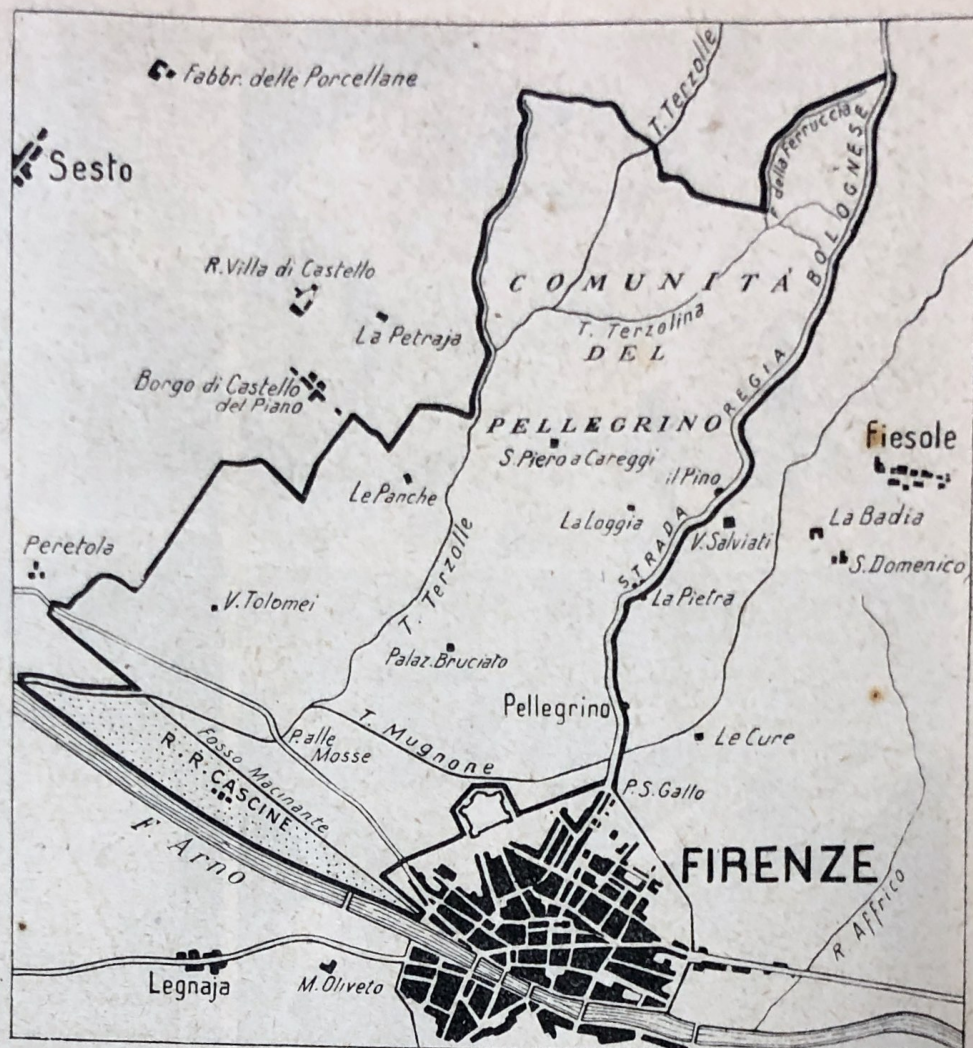 Fabbr. delle Porcellane
T. Terzolle
Sesto
F. della Ferruccia
R. Villa di Castello
COMUNITÁ
La Petraja
T. Terzolina
DEL
Borgo di Castello
del Piano
PELLEGRINO
STRADA REGIA BOLOGNESE
Fiesole
S. Piero a Careggi
il Pino
Le Panche
La Loggia
V. Salviati
La Badia
S. Domenico
Peretola
V. Tolomei
T. Terzolle
La Pietra
Palaz. Bruciato
Pellegrino
T. Mugnone
Le Cure
P. alle
Mosse
Fosso Macinante
R. R. CASCINE
P. S. Gallo
F. Arno
FIRENZE
R. Affrico
Legnaja
M. Oliveto